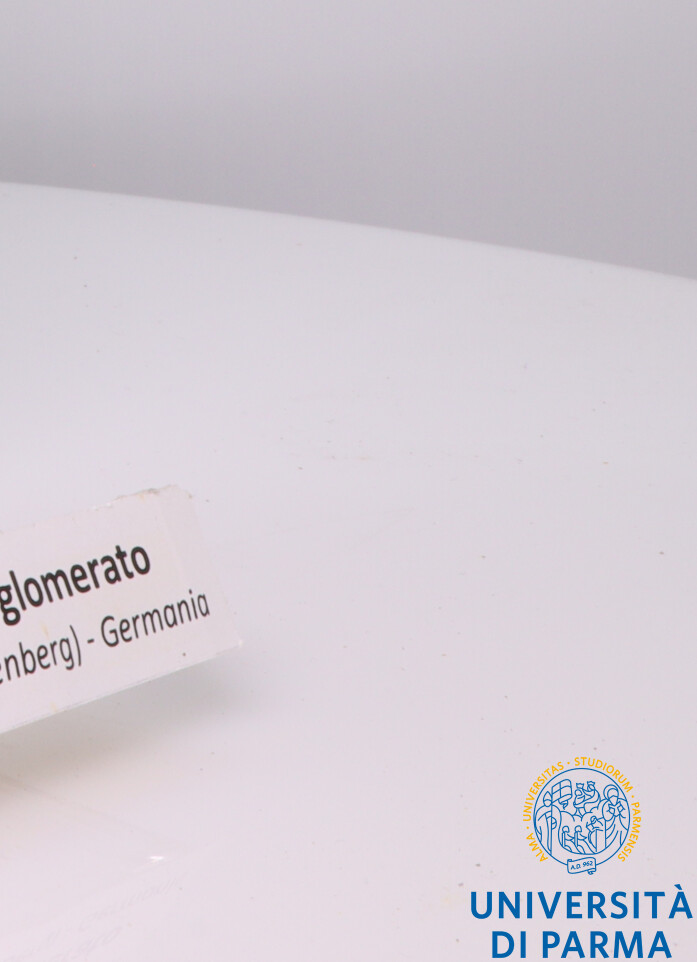 glomerato
enberg) - Germania
ALMA · UNIVERSITAS · STUDIORUM · PARMENSIS
A.D. 962
UNIVERSITÀ
DI PARMA